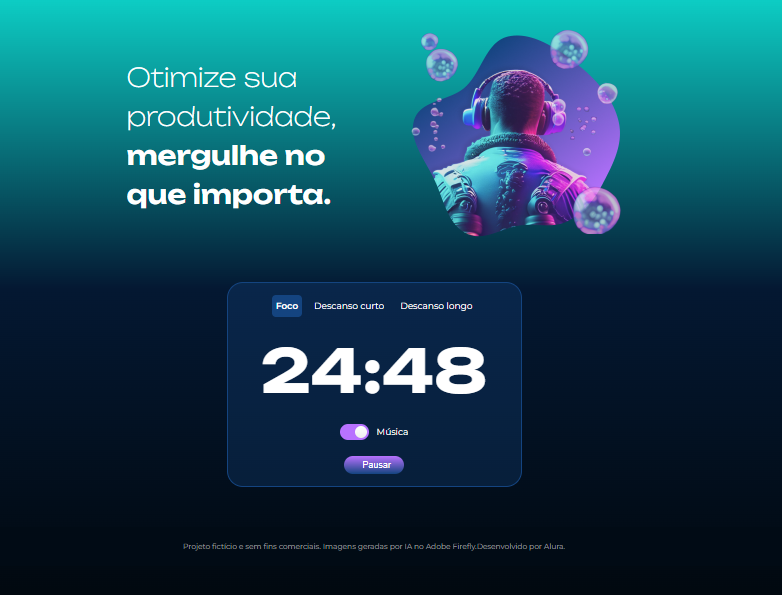 Otimize sua
produtividade,
mergulhe no
que importa.
Foco
Descanso curto
Descanso longo
24:48
Música
Pausar
Projeto fictício e sem fins comerciais. Imagens geradas por IA no Adobe Firefly.Desenvolvido por Alura.